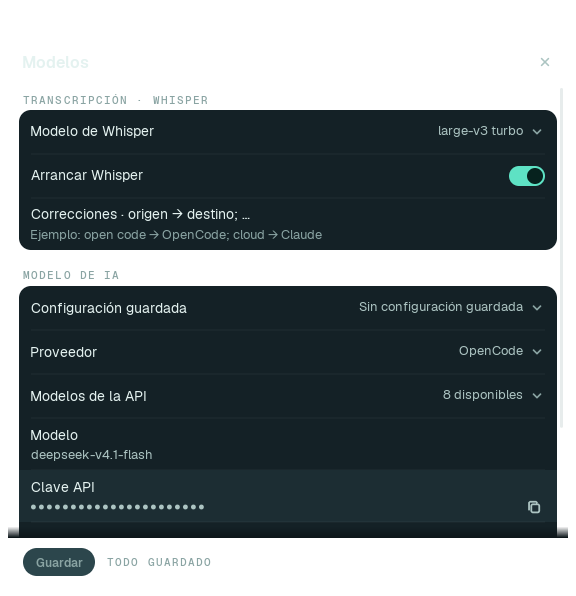 Modelos
TRANSCRIPCIÓN · WHISPER
Modelo de Whisper
large-v3 turbo
Arrancar Whisper
Correcciones · origen → destino; …
Ejemplo: open code → OpenCode; cloud → Claude
MODELO DE IA
Configuración guardada
Sin configuración guardada
Proveedor
OpenCode
Modelos de la API
8 disponibles
Modelo
deepseek-v4.1-flash
Clave API
••••••••••••••••••••••
Guardar
TODO GUARDADO